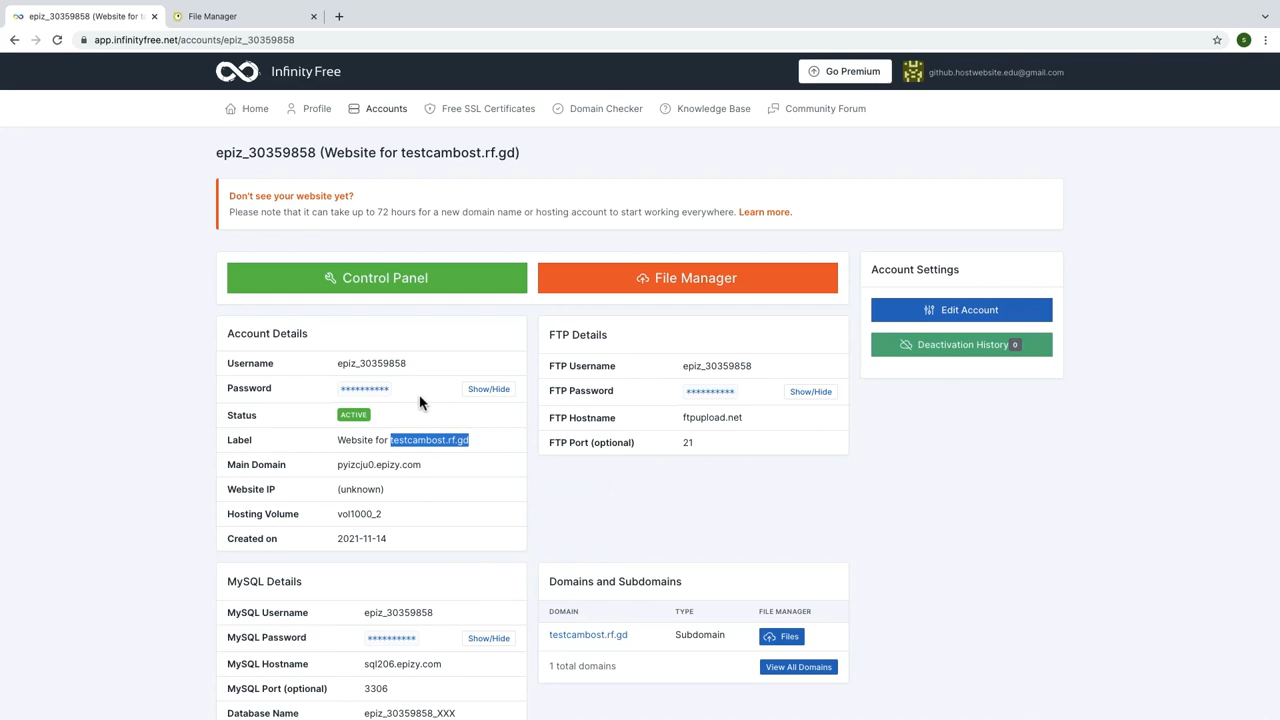 epiz_30359858 (Website for t
File Manager
app.infinityfree.net/accounts/epiz_30359858
S
InfinityFree
Go Premium
github.hostwebsite.edu@gmail.com
Home
Profile
Accounts
Free SSL Certificates
Domain Checker
Knowledge Base
Community Forum
epiz_30359858 (Website for testcambost.rf.gd)
Don't see your website yet?
Please note that it can take up to 72 hours for a new domain name or hosting account to start working everywhere. Learn more.
Control Panel
File Manager
Account Details
Username epiz_30359858
Password ********** Show/Hide
Status ACTIVE
Label Website for testcambost.rf.gd
Main Domain pyizcju0.epizy.com
Website IP (unknown)
Hosting Volume vol1000_2
Created on 2021-11-14
FTP Details
FTP Username epiz_30359858
FTP Password ********** Show/Hide
FTP Hostname ftpupload.net
FTP Port (optional) 21
Account Settings
Edit Account
Deactivation History 0
MySQL Details
MySQL Username epiz_30359858
MySQL Password ********** Show/Hide
MySQL Hostname sql206.epizy.com
MySQL Port (optional) 3306
Database Name epiz_30359858_XXX
Domains and Subdomains
DOMAIN TYPE FILE MANAGER
testcambost.rf.gd Subdomain Files
1 total domains View All Domains